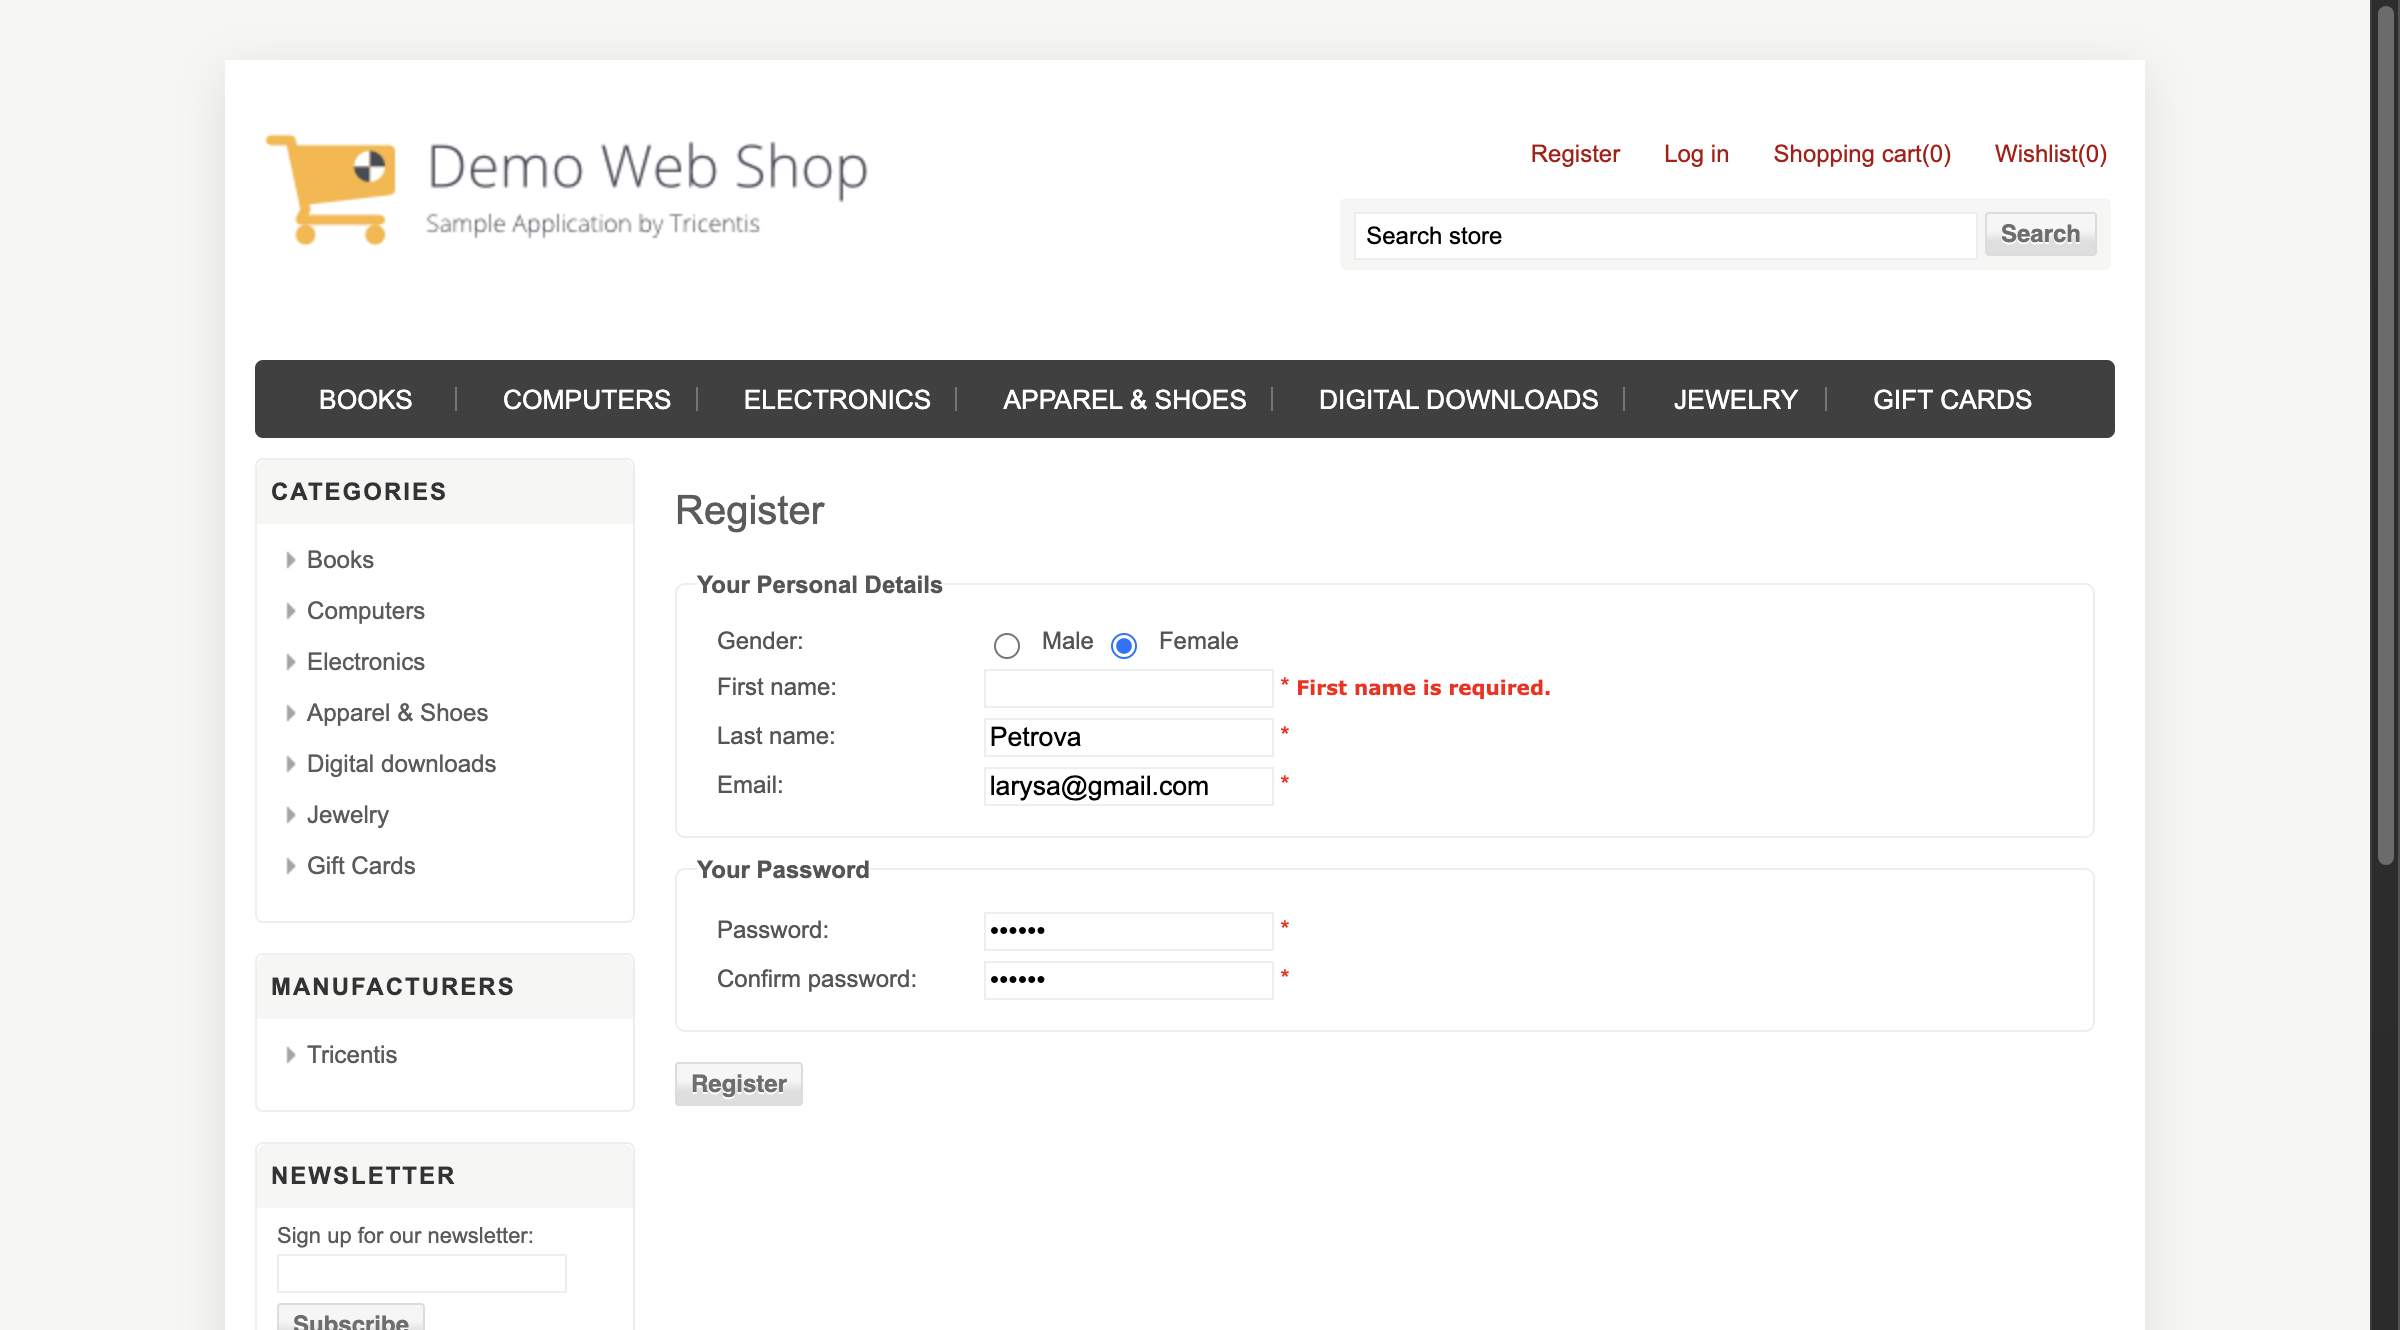 Demo Web Shop
Sample Application by Tricentis
Register Log in Shopping cart(0) Wishlist(0)
Search store Search
BOOKS COMPUTERS ELECTRONICS APPAREL & SHOES DIGITAL DOWNLOADS JEWELRY GIFT CARDS
CATEGORIES
Books
Computers
Electronics
Apparel & Shoes
Digital downloads
Jewelry
Gift Cards
MANUFACTURERS
Tricentis
NEWSLETTER
Sign up for our newsletter:
Subscribe
Register
Your Personal Details
Gender: Male Female
First name: * First name is required.
Last name: Petrova *
Email: larysa@gmail.com *
Your Password
Password: •••••• *
Confirm password: •••••• *
Register